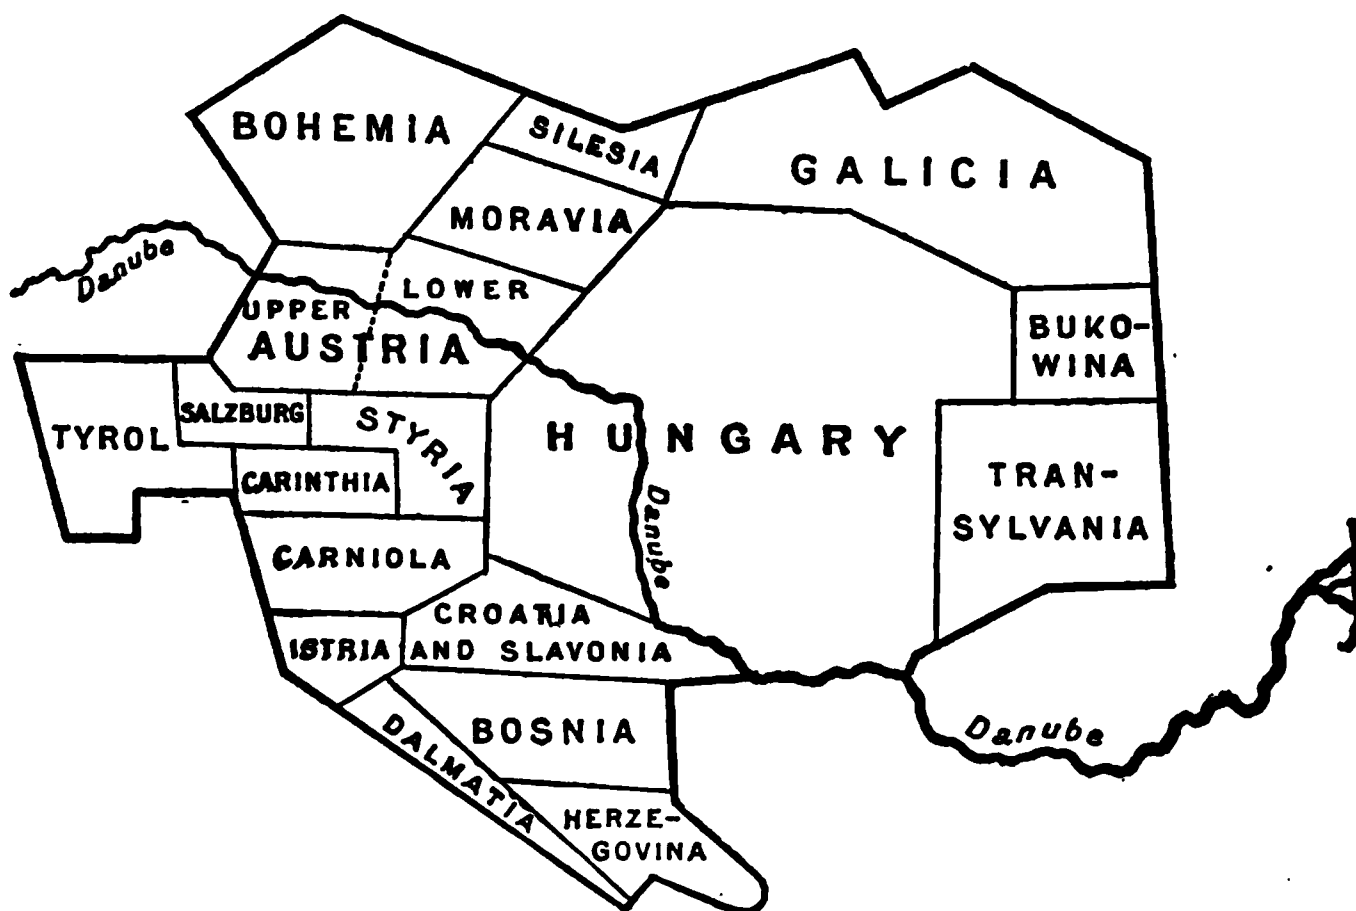 BOHEMIA
SILESIA
GALICIA
MORAVIA
Danube
LOWER
UPPER
AUSTRIA
BUKO-
WINA
SALZBURG
STYRIA
TYROL
HUNGARY
CARINTHIA
TRAN-
SYLVANIA
Danube
CARNIOLA
CROATIA
AND SLAVONIA
ISTRIA
BOSNIA
Danube
DALMATIA
HERZE-
GOVINA